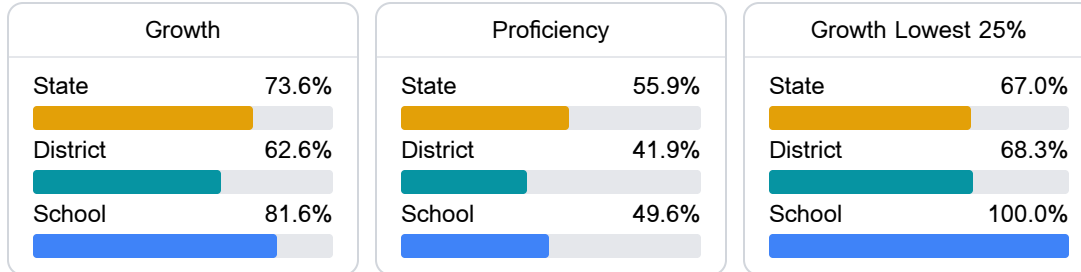 Growth
State 73.6%
District 62.6%
School 81.6%
Proficiency
State 55.9%
District 41.9%
School 49.6%
Growth Lowest 25%
State 67.0%
District 68.3%
School 100.0%